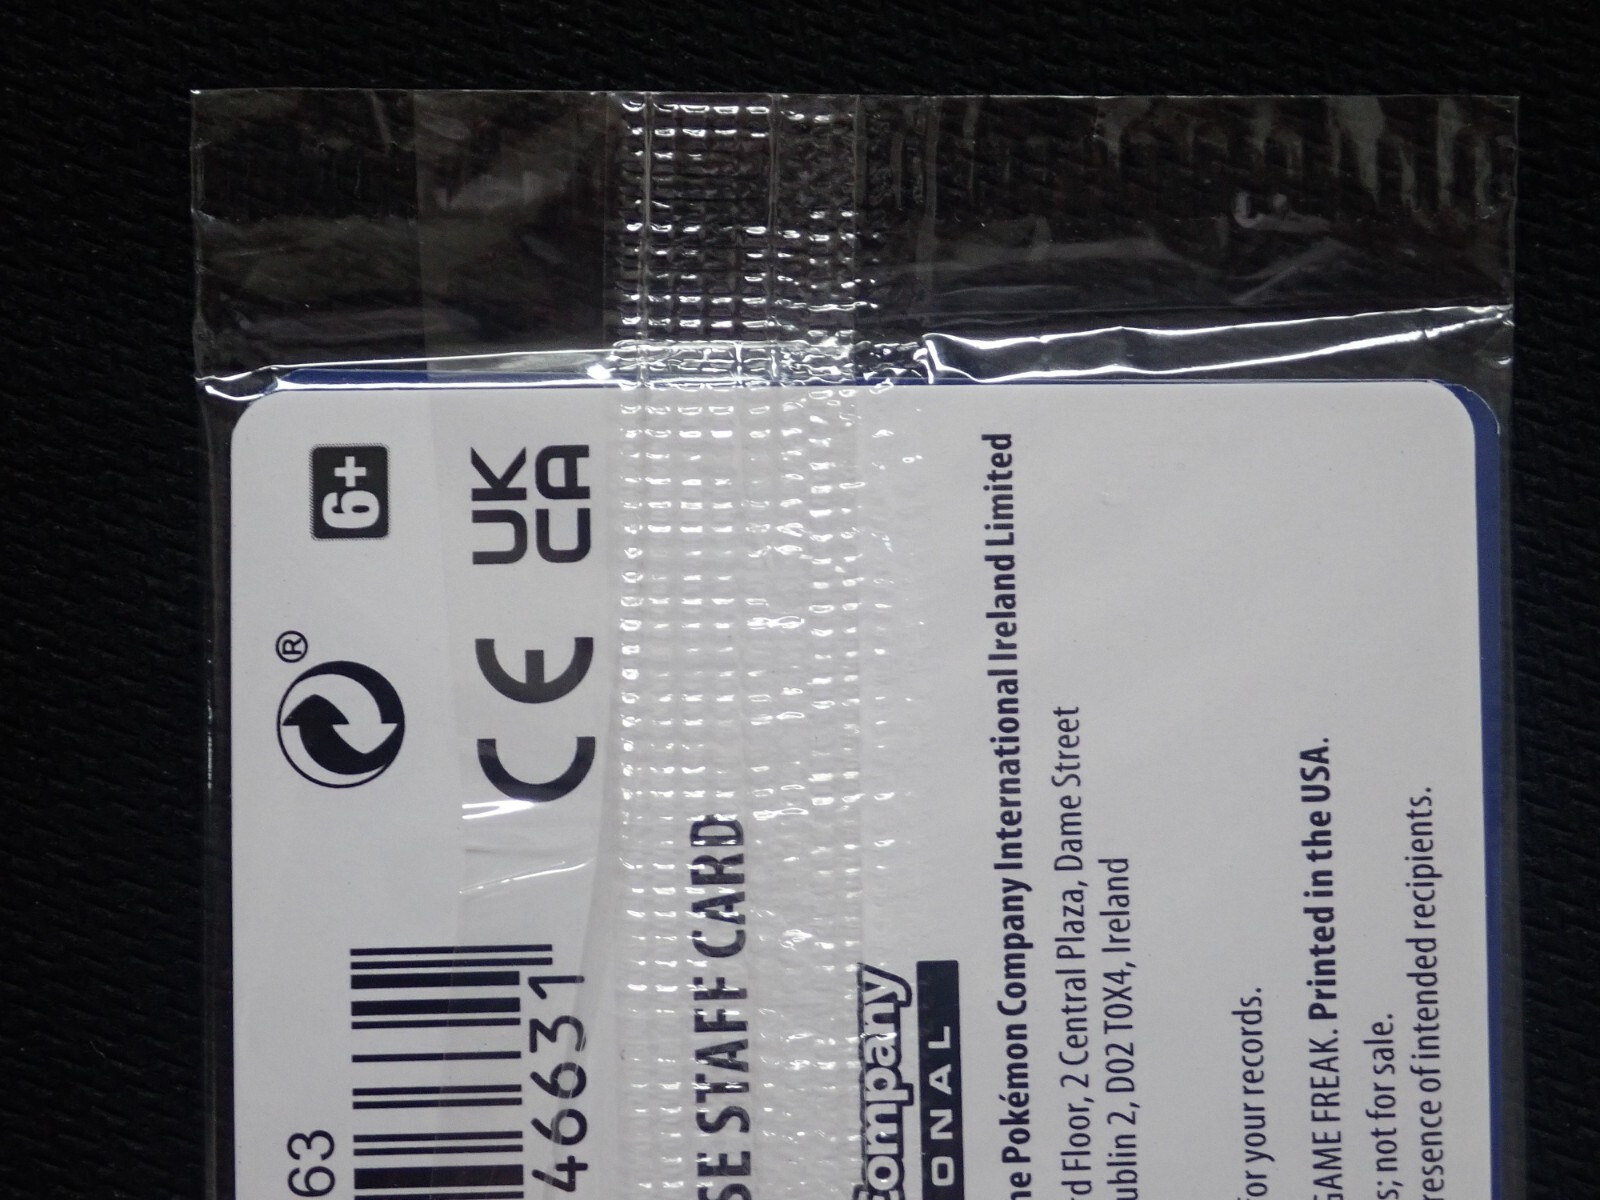 6+
®
UK
CA
CE
63
46631
SE STAFF CARD
Company
ONAL
Pokémon Company International Ireland Limited
Floor, 2 Central Plaza, Dame Street
ublin 2, D02 T0X4, Ireland
for your records.
GAME FREAK. Printed in the USA.
s; not for sale.
resence of intended recipients.